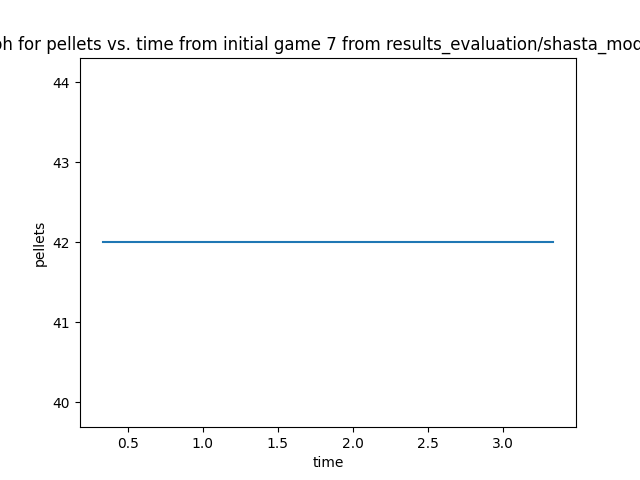 for pellets vs. time from initial game 7 from results_evaluation/shasta_mod
44
43
42
41
40
pellets
0.5 1.0 1.5 2.0 2.5 3.0
time